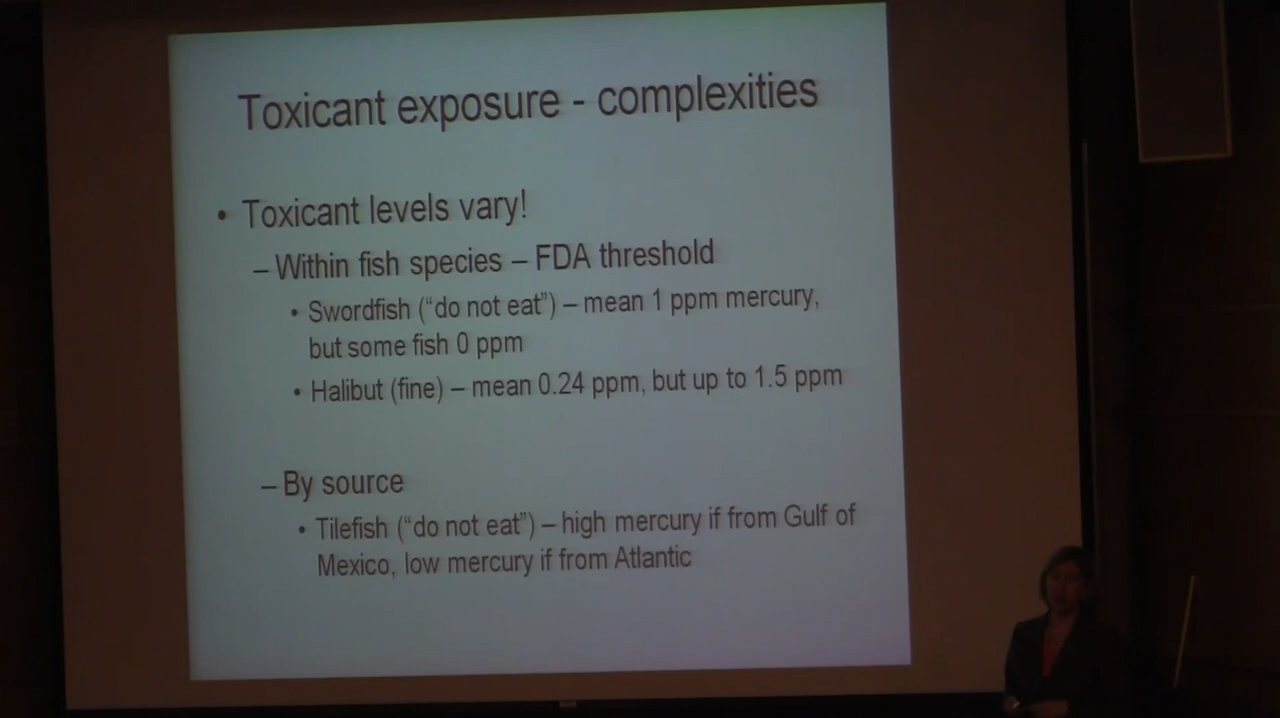 Toxicant exposure - complexities
• Toxicant levels vary!
– Within fish species – FDA threshold
• Swordfish (“do not eat”) – mean 1 ppm mercury,
but some fish 0 ppm
• Halibut (fine) – mean 0.24 ppm, but up to 1.5 ppm
– By source
• Tilefish (“do not eat”) – high mercury if from Gulf of
Mexico, low mercury if from Atlantic